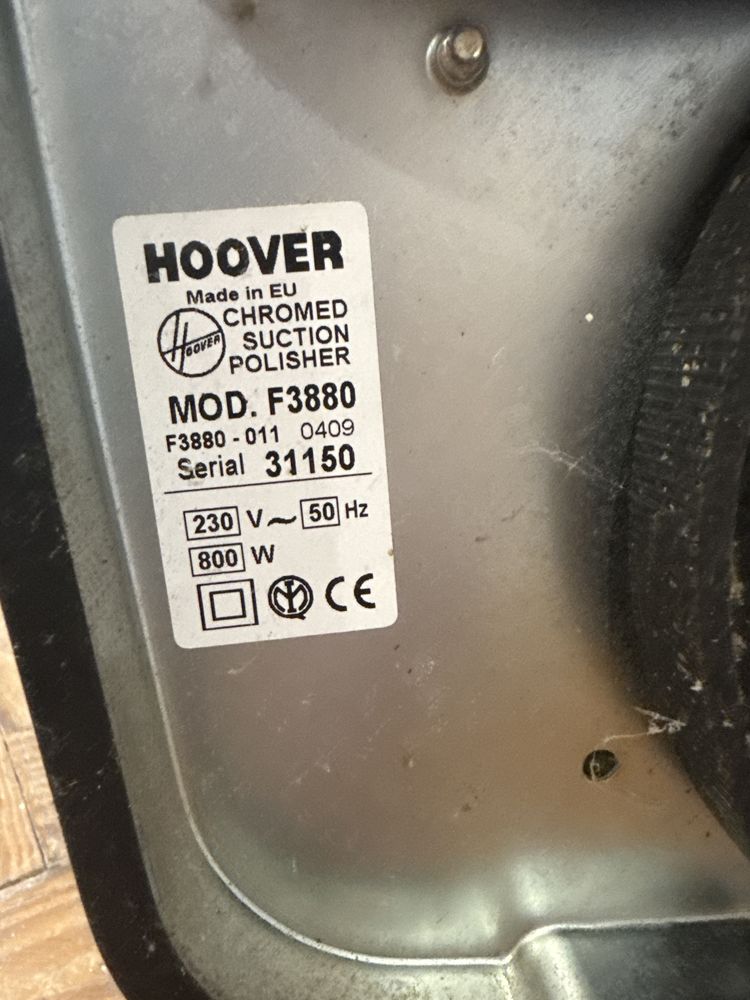 HOOVER
Made in EU
HOOVER
CHROMED
SUCTION
POLISHER
MOD. F3880
F3880 - 011 0409
Serial 31150
230 V ~ 50 Hz
800 W
CE